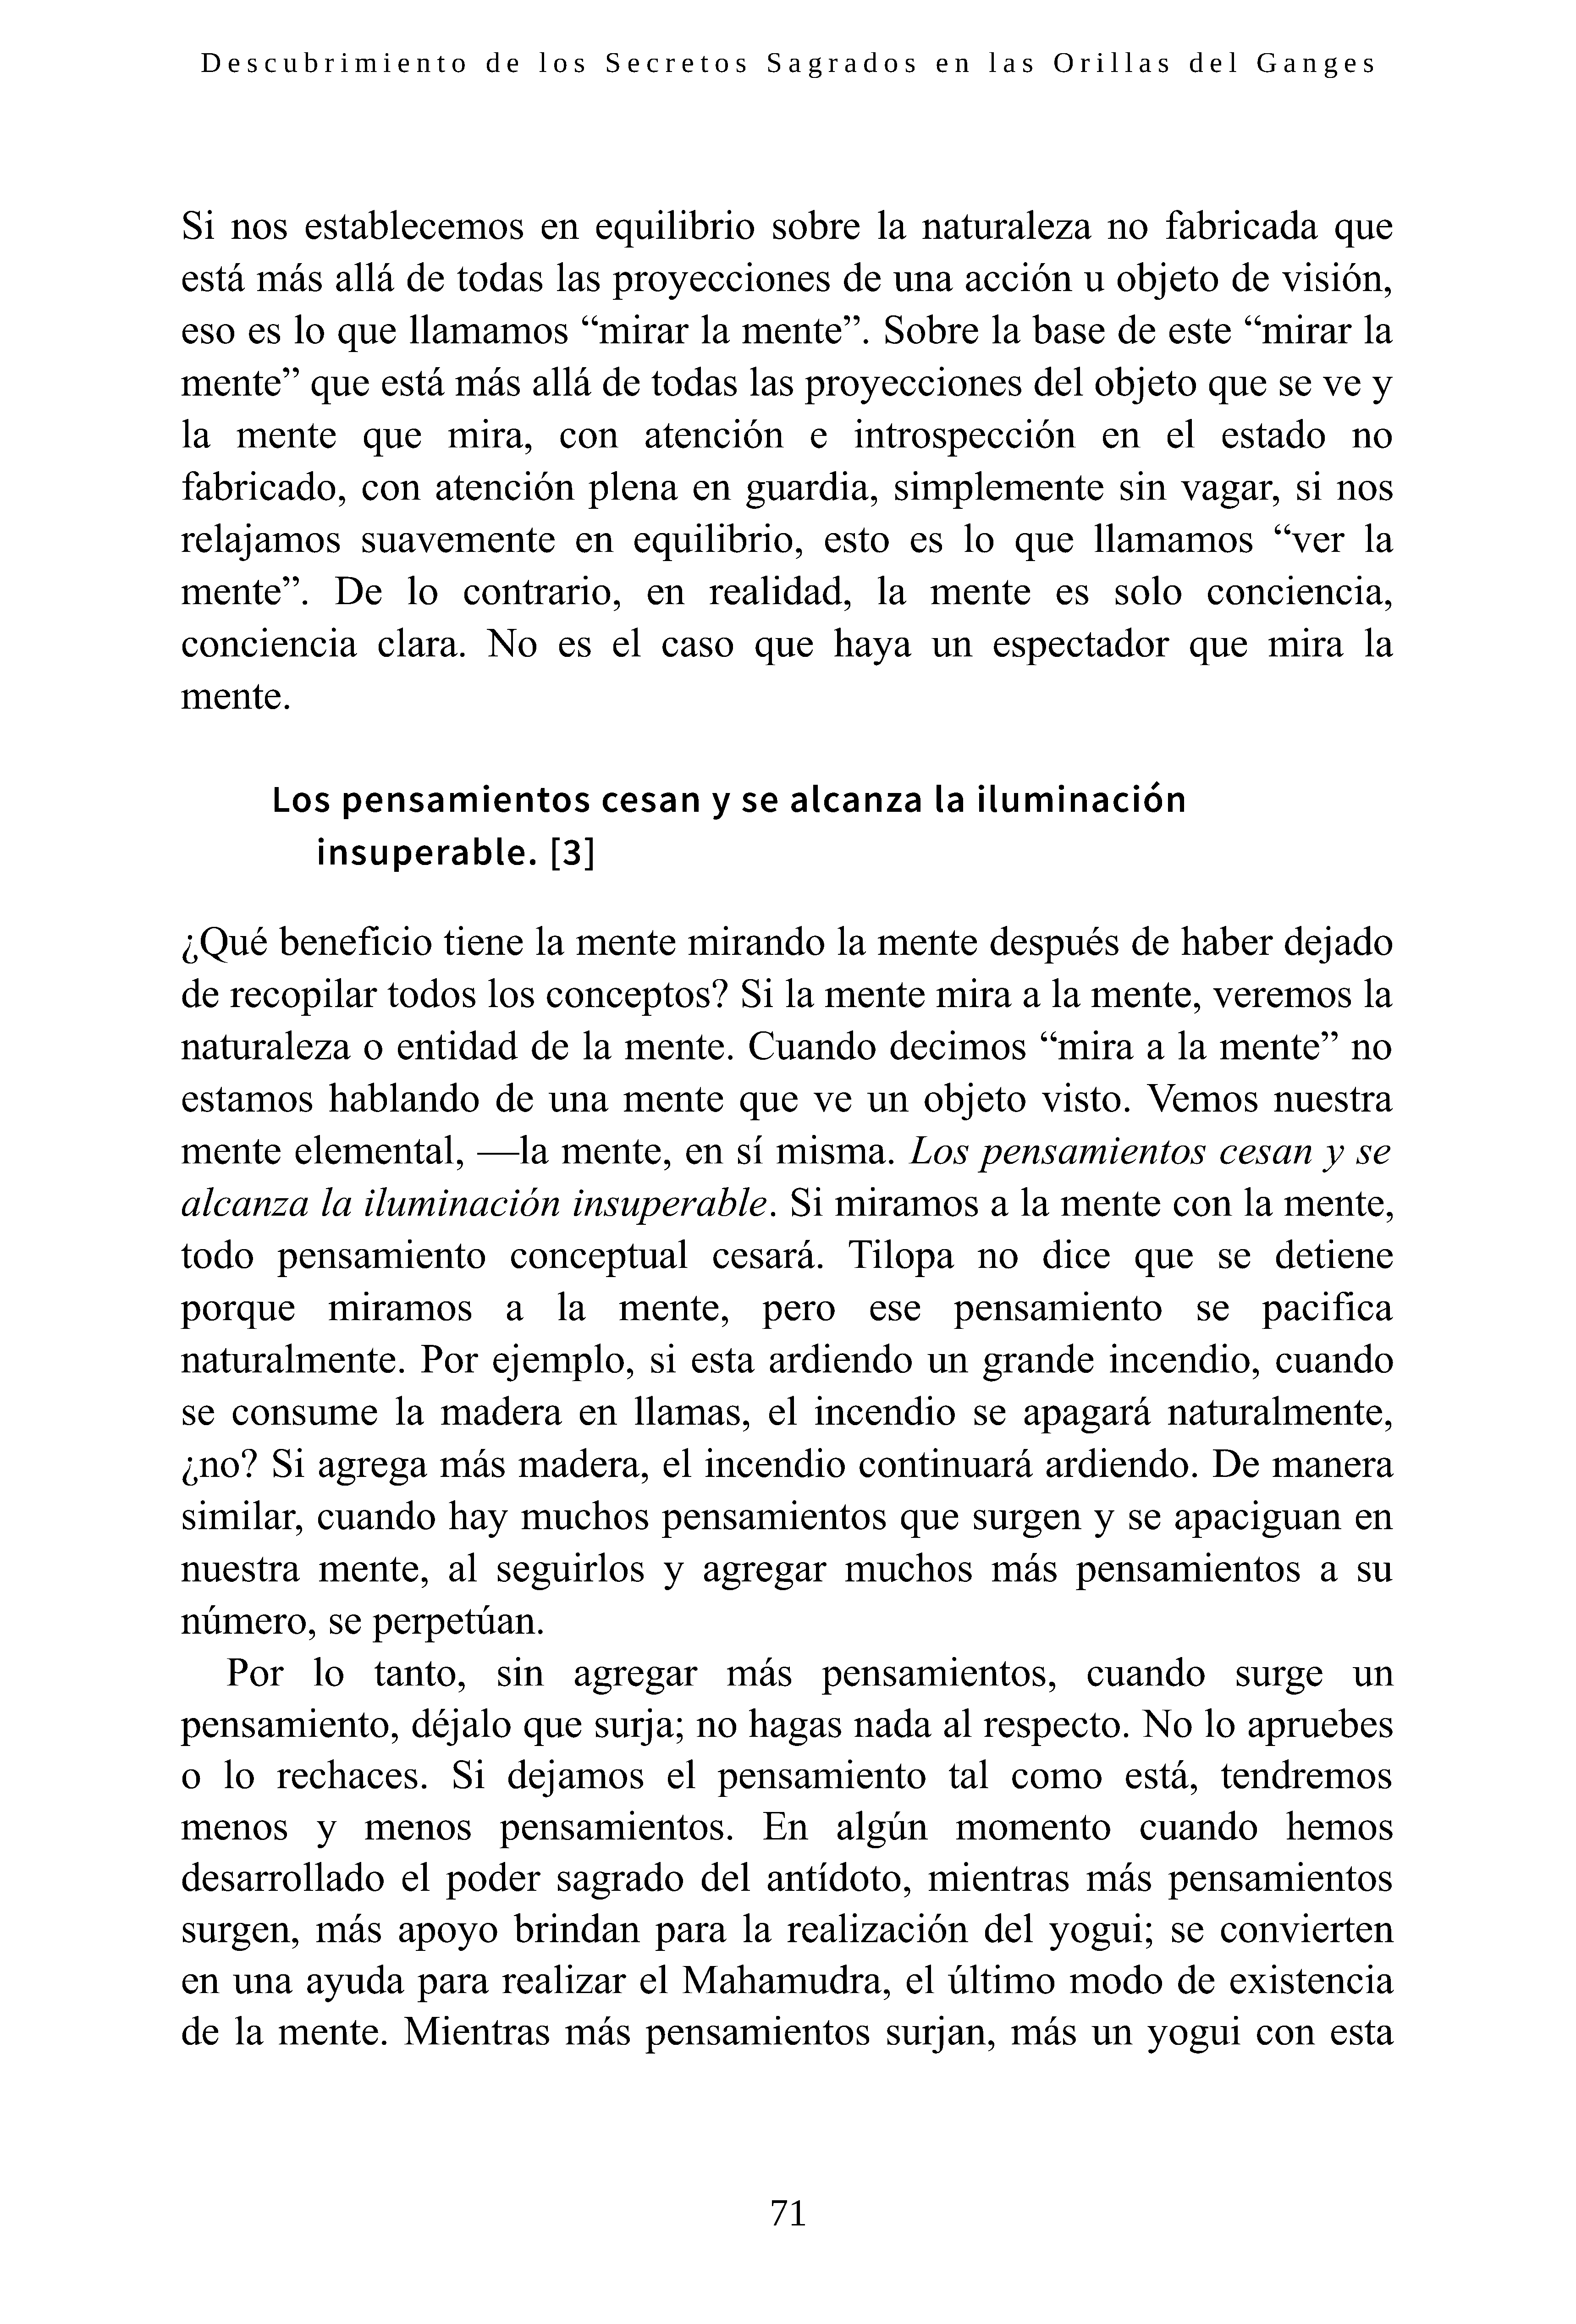 Descubrimiento de los Secretos Sagrados en las Orillas del Ganges
Si nos establecemos en equilibrio sobre la naturaleza no fabricada que
está más allá de todas las proyecciones de una acción u objeto de visión,
eso es lo que llamamos “mirar la mente”. Sobre la base de este “mirar la
mente” que está más allá de todas las proyecciones del objeto que se ve y
la mente que mira, con atención e introspección en el estado no
fabricado, con atención plena en guardia, simplemente sin vagar, si nos
relajamos suavemente en equilibrio, esto es lo que llamamos “ver la
mente”. De lo contrario, en realidad, la mente es solo conciencia,
conciencia clara. No es el caso que haya un espectador que mira la
mente.
Los pensamientos cesan y se alcanza la iluminación
insuperable. [3]
¿Qué beneficio tiene la mente mirando la mente después de haber dejado
de recopilar todos los conceptos? Si la mente mira a la mente, veremos la
naturaleza o entidad de la mente. Cuando decimos “mira a la mente” no
estamos hablando de una mente que ve un objeto visto. Vemos nuestra
mente elemental, —la mente, en sí misma. Los pensamientos cesan y se
alcanza la iluminación insuperable. Si miramos a la mente con la mente,
todo pensamiento conceptual cesará. Tilopa no dice que se detiene
porque miramos a la mente, pero ese pensamiento se pacifica
naturalmente. Por ejemplo, si esta ardiendo un grande incendio, cuando
se consume la madera en llamas, el incendio se apagará naturalmente,
¿no? Si agrega más madera, el incendio continuará ardiendo. De manera
similar, cuando hay muchos pensamientos que surgen y se apaciguan en
nuestra mente, al seguirlos y agregar muchos más pensamientos a su
número, se perpetúan.
Por lo tanto, sin agregar más pensamientos, cuando surge un
pensamiento, déjalo que surja; no hagas nada al respecto. No lo apruebes
o lo rechaces. Si dejamos el pensamiento tal como está, tendremos
menos y menos pensamientos. En algún momento cuando hemos
desarrollado el poder sagrado del antídoto, mientras más pensamientos
surgen, más apoyo brindan para la realización del yogui; se convierten
en una ayuda para realizar el Mahamudra, el último modo de existencia
de la mente. Mientras más pensamientos surjan, más un yogui con esta
71